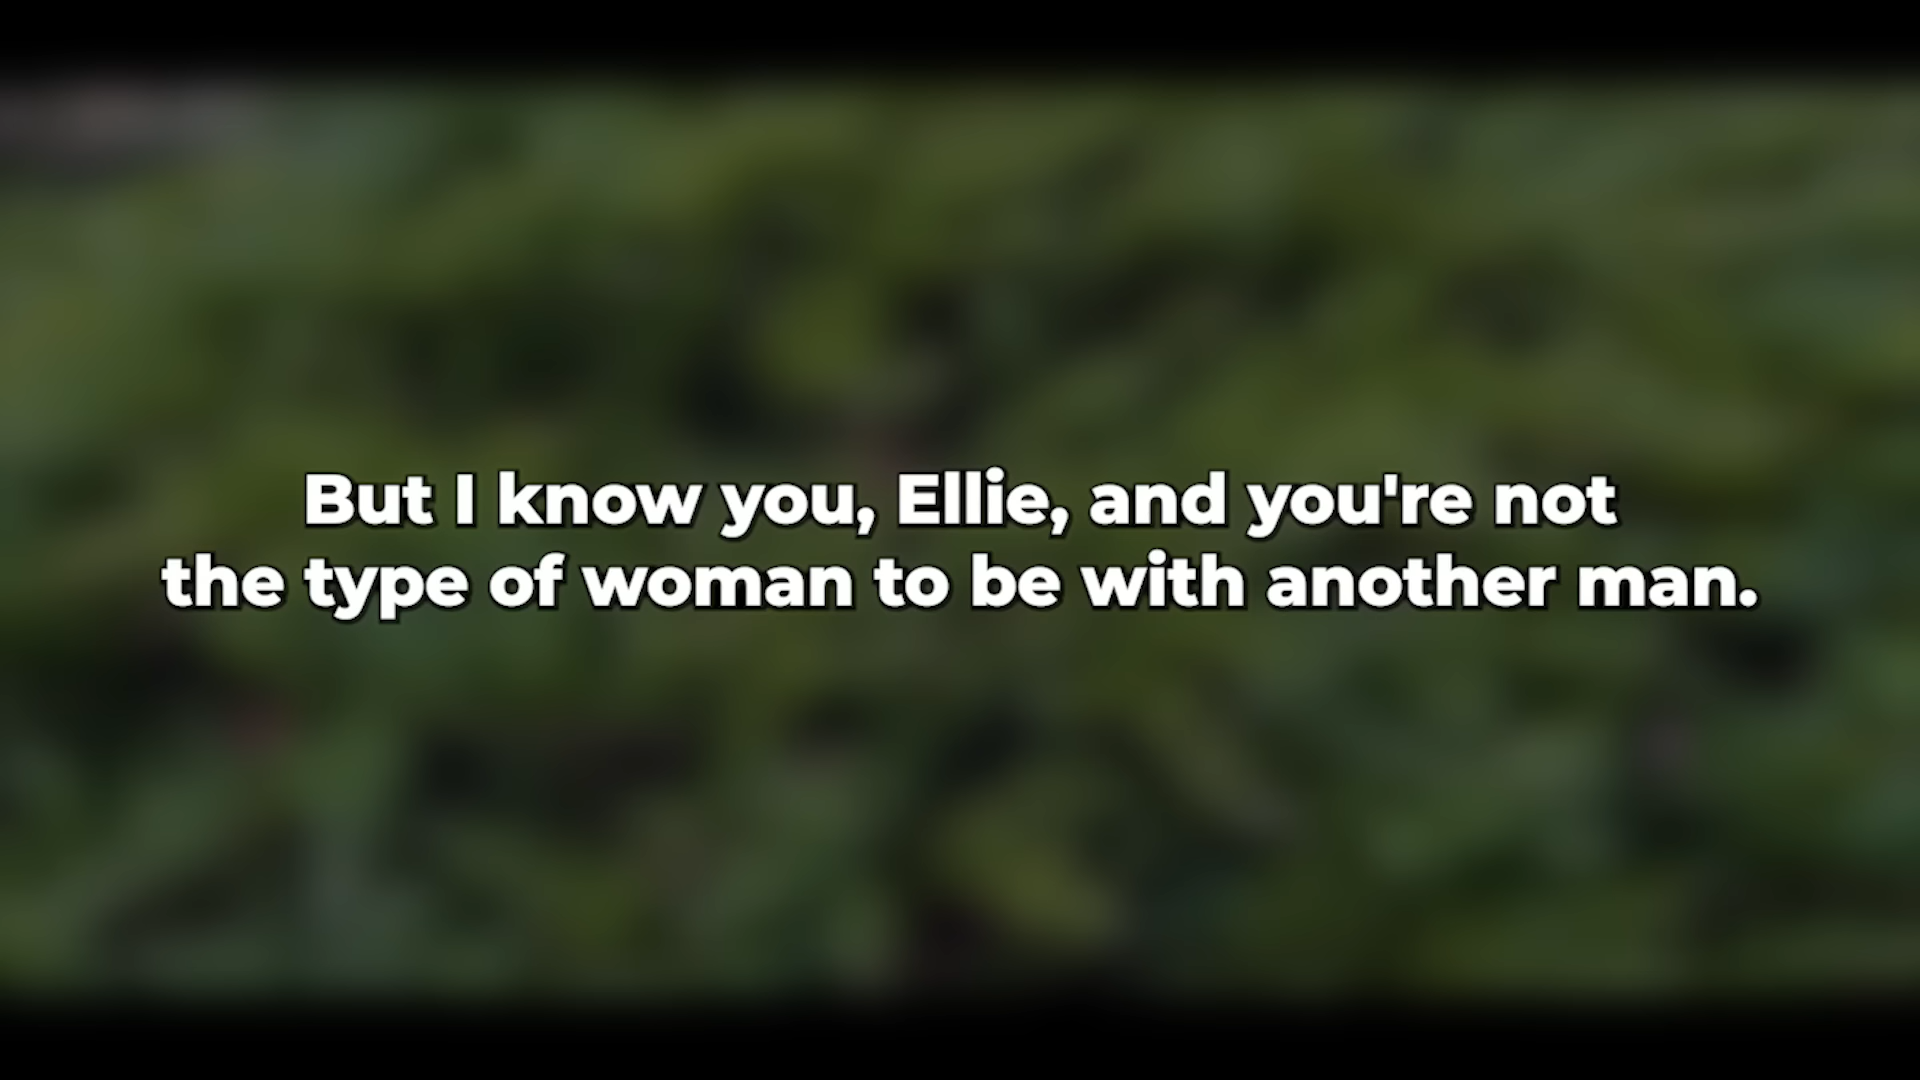 But I know you, Ellie, and you're not
the type of woman to be with another man.